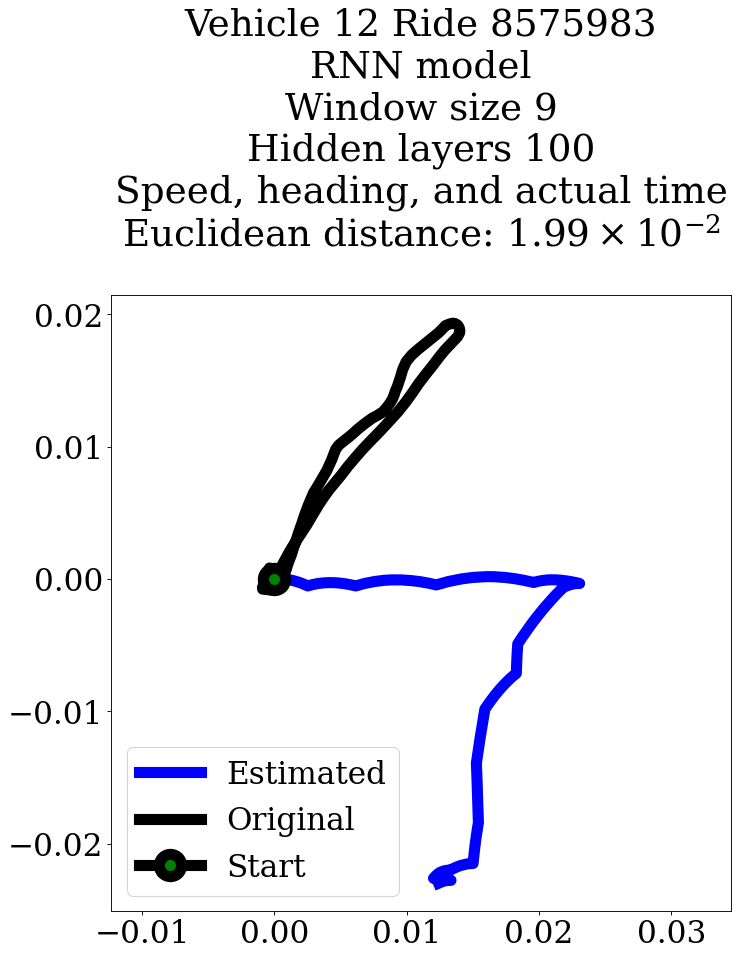 Vehicle 12 Ride 8575983
RNN model
Window size 9
Hidden layers 100
Speed, heading, and actual time
Euclidean distance: 1.99 × 10⁻²
0.02
0.01
0.00
−0.01
−0.02
Estimated
Original
Start
−0.01 0.00 0.01 0.02 0.03